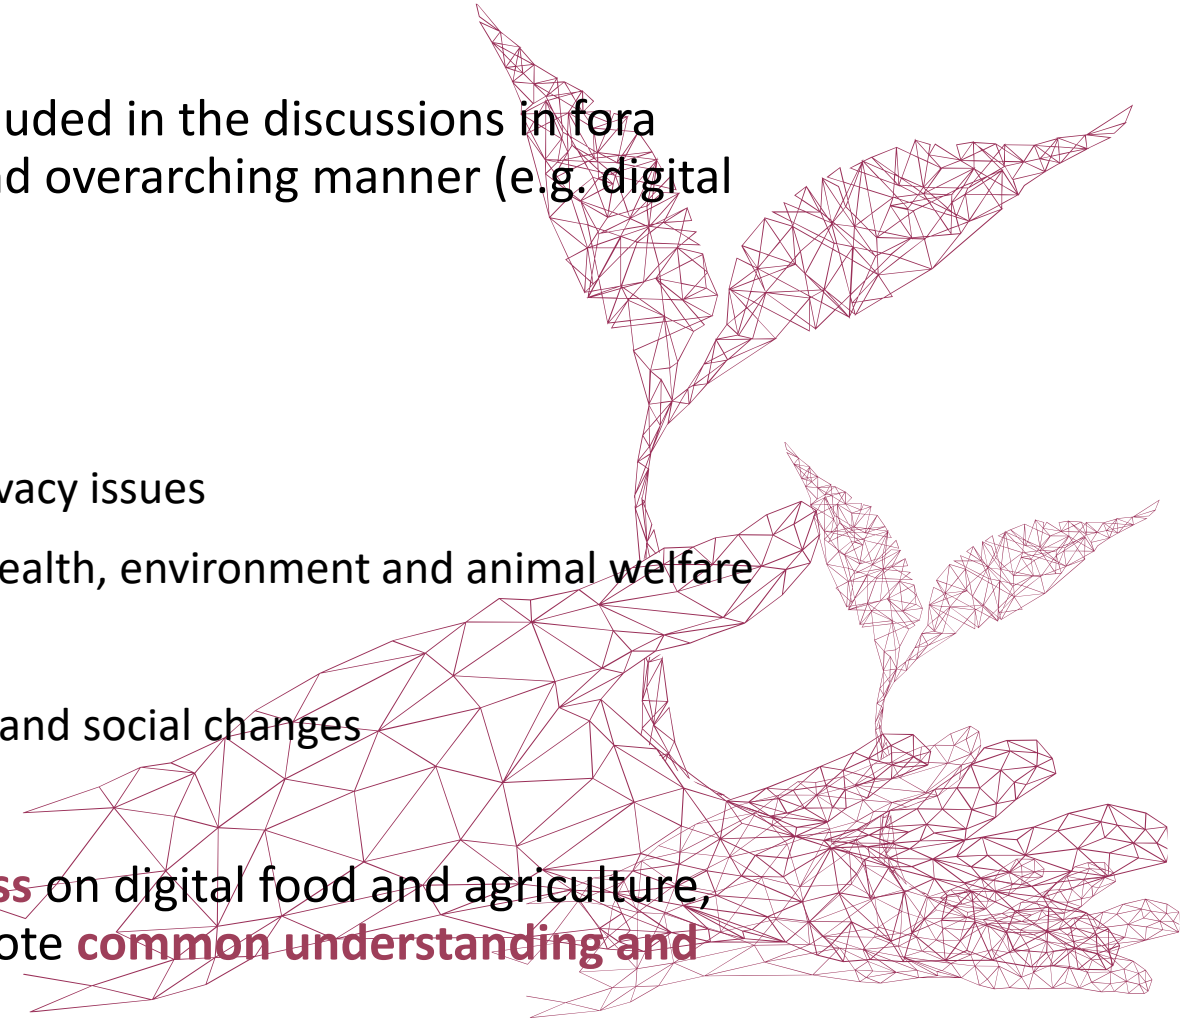 uded in the discussions in fora
d overarching manner (e.g. digital
vacy issues
ealth, environment and animal welfare
and social changes
ss on digital food and agriculture,
ote common understanding and